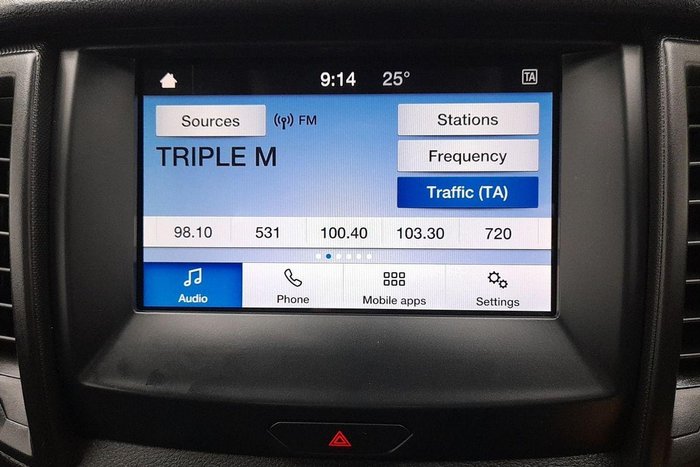 9:14 25° TA
Sources FM Stations
TRIPLE M Frequency
Traffic (TA)
98.10 531 100.40 103.30 720
Audio Phone Mobile apps Settings